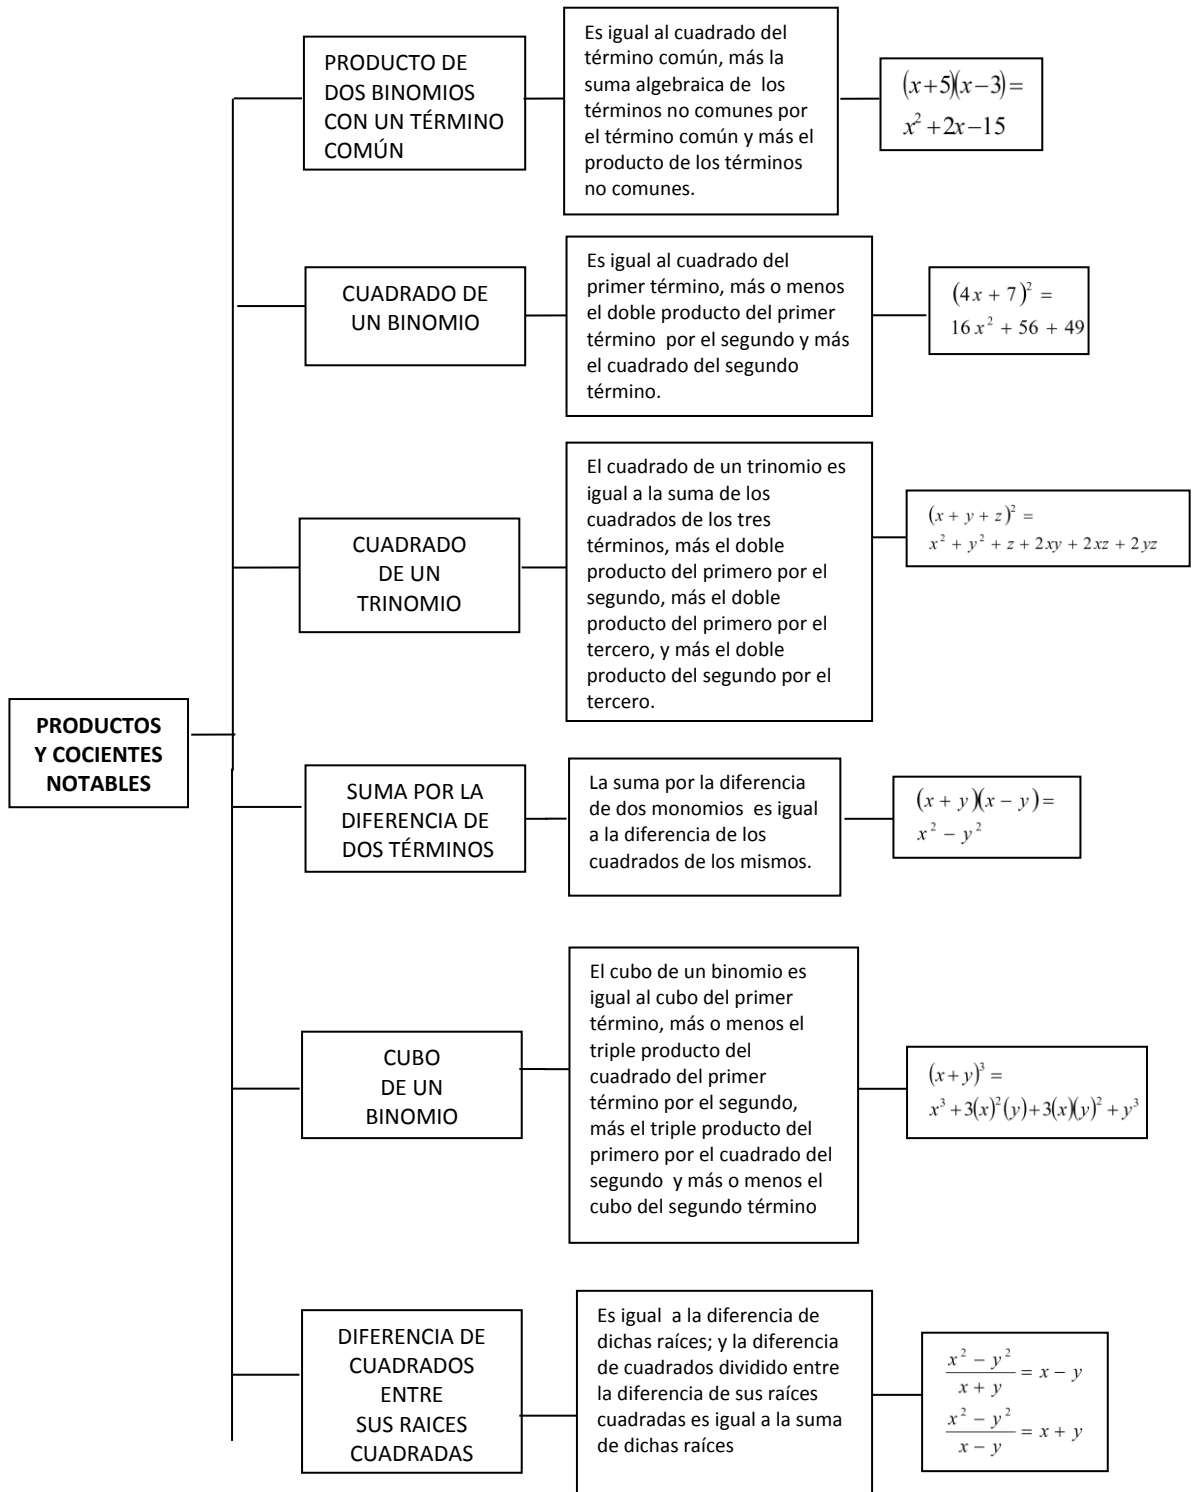 PRODUCTO DE
DOS BINOMIOS
CON UN TÉRMINO
COMÚN
Es igual al cuadrado del
término común, más la
suma algebraica de los
términos no comunes por
el término común y más el
producto de los términos
no comunes.
(x+5)(x−3)=
x²+2x−15
CUADRADO DE
UN BINOMIO
Es igual al cuadrado del
primer término, más o menos
el doble producto del primer
término por el segundo y más
el cuadrado del segundo
término.
(4x + 7)² =
16x² + 56 + 49
CUADRADO
DE UN
TRINOMIO
El cuadrado de un trinomio es
igual a la suma de los
cuadrados de los tres
términos, más el doble
producto del primero por el
segundo, más el doble
producto del primero por el
tercero, y más el doble
producto del segundo por el
tercero.
(x + y + z)² =
x² + y² + z + 2xy + 2xz + 2yz
PRODUCTOS
Y COCIENTES
NOTABLES
SUMA POR LA
DIFERENCIA DE
DOS TÉRMINOS
La suma por la diferencia
de dos monomios es igual
a la diferencia de los
cuadrados de los mismos.
(x + y)(x − y)=
x² − y²
CUBO
DE UN
BINOMIO
El cubo de un binomio es
igual al cubo del primer
término, más o menos el
triple producto del
cuadrado del primer
término por el segundo,
más el triple producto del
primero por el cuadrado del
segundo y más o menos el
cubo del segundo término
(x+y)³ =
x³+3(x)²(y)+3(x)(y)²+y³
DIFERENCIA DE
CUADRADOS
ENTRE
SUS RAICES
CUADRADAS
Es igual a la diferencia de
dichas raíces; y la diferencia
de cuadrados dividido entre
la diferencia de sus raíces
cuadradas es igual a la suma
de dichas raíces
x² − y² / x + y = x − y
x² − y² / x − y = x + y